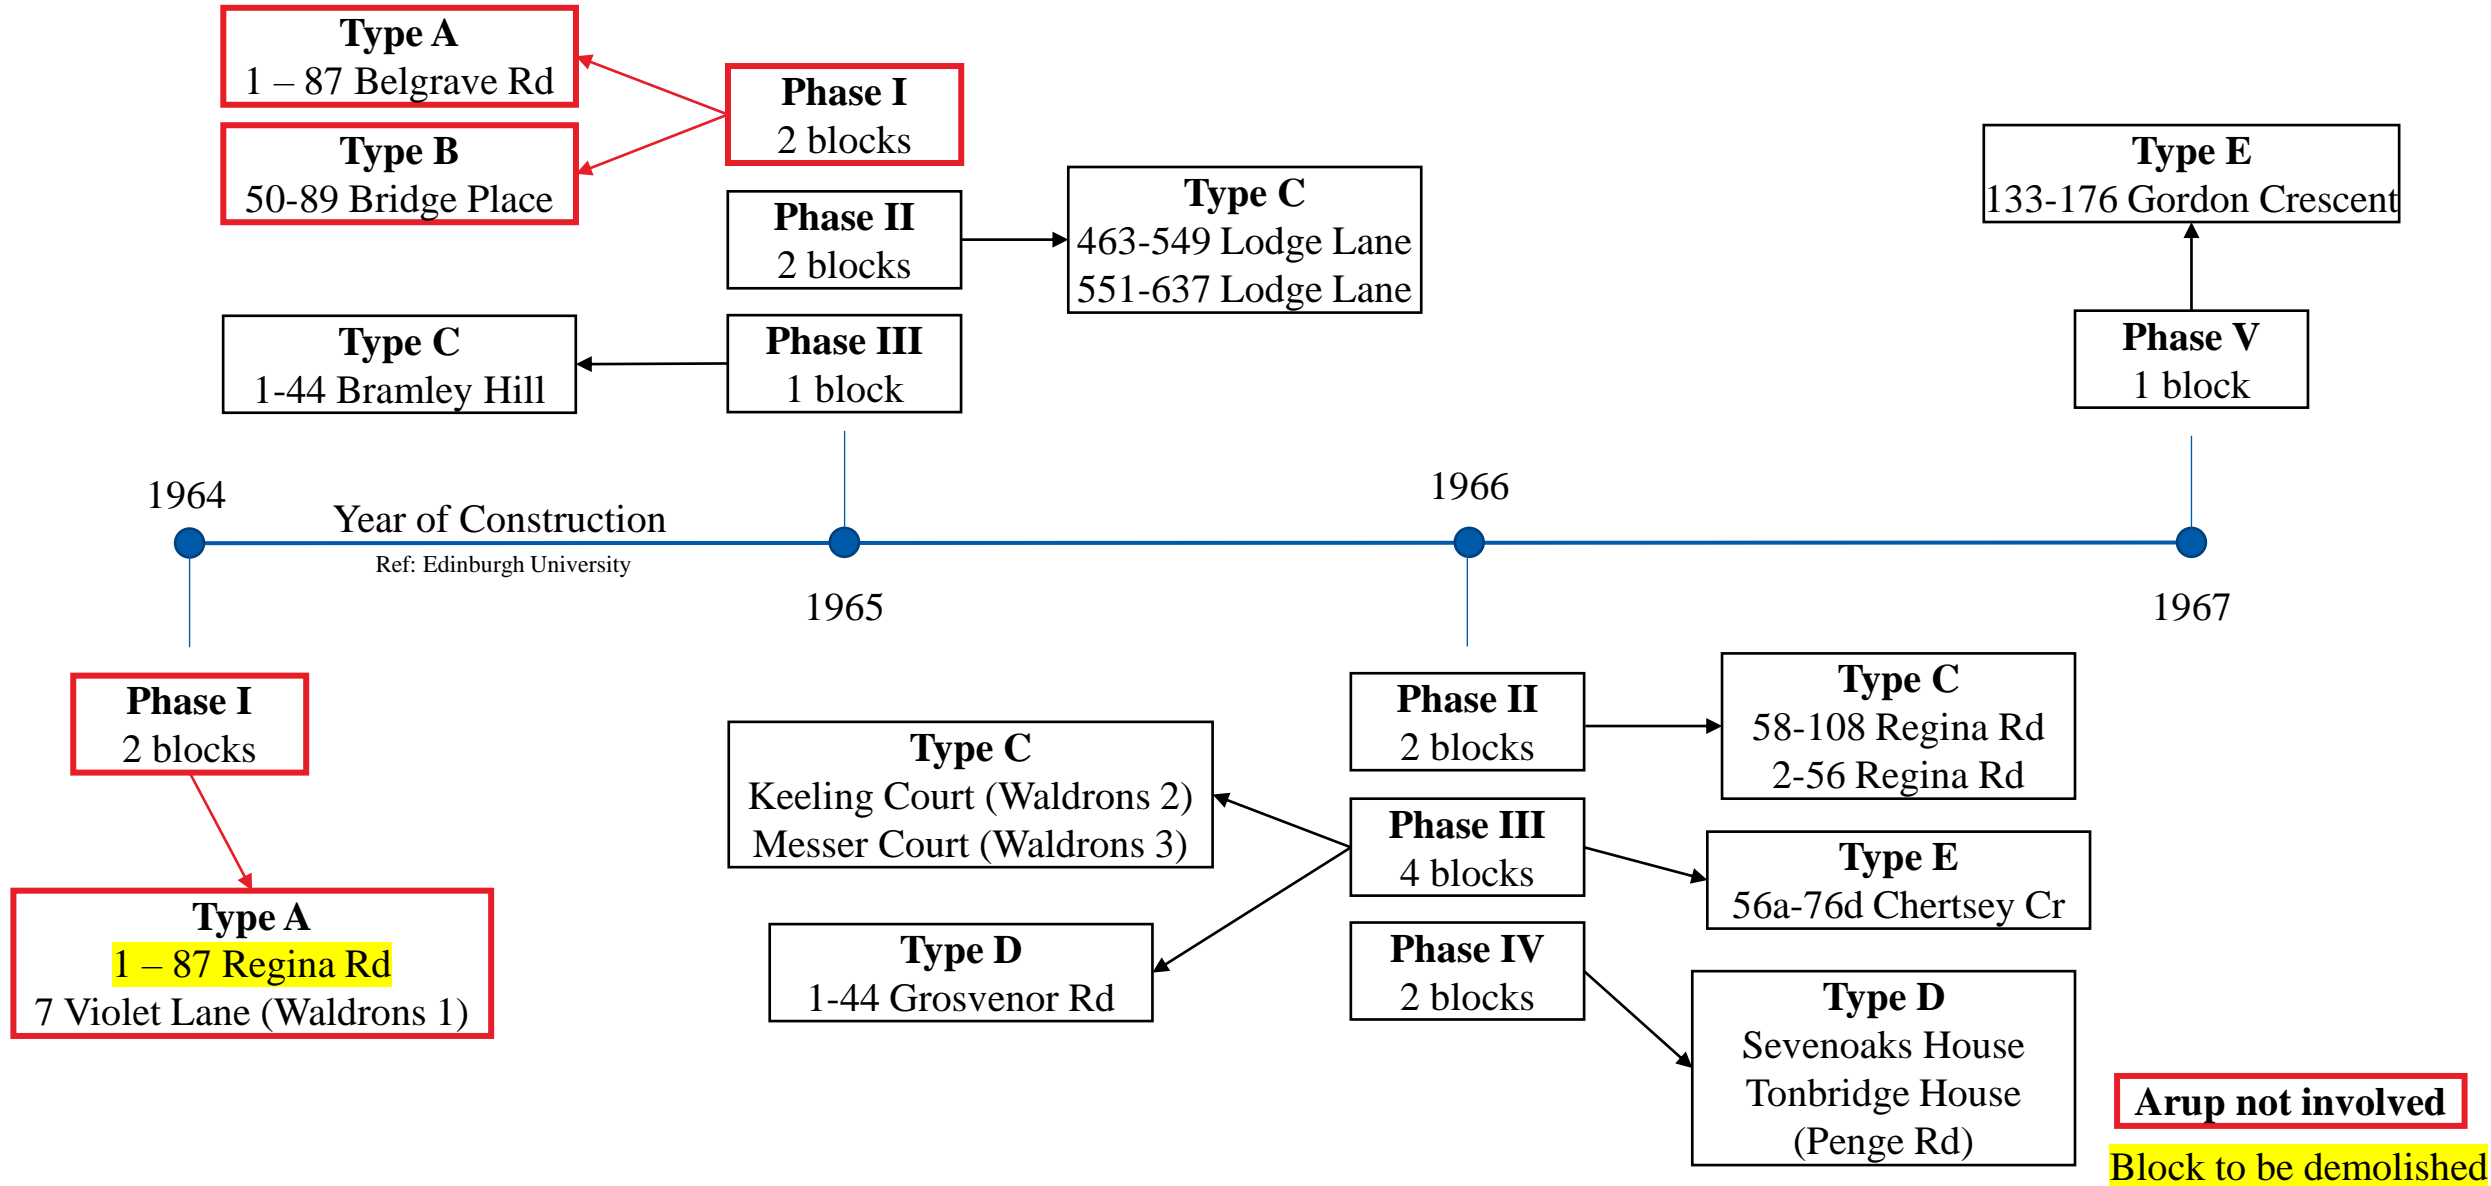 Type A
1 – 87 Belgrave Rd
Type B
50-89 Bridge Place
Phase I
2 blocks
Phase II
2 blocks
Type C
463-549 Lodge Lane
551-637 Lodge Lane
Type C
1-44 Bramley Hill
Phase III
1 block
Type E
133-176 Gordon Crescent
Phase V
1 block
1964
Year of Construction
Ref: Edinburgh University
1965
1966
1967
Phase I
2 blocks
Type A
1 – 87 Regina Rd
7 Violet Lane (Waldrons 1)
Phase II
2 blocks
Type C
58-108 Regina Rd
2-56 Regina Rd
Type C
Keeling Court (Waldrons 2)
Messer Court (Waldrons 3)
Phase III
4 blocks
Type E
56a-76d Chertsey Cr
Type D
1-44 Grosvenor Rd
Phase IV
2 blocks
Type D
Sevenoaks House
Tonbridge House
(Penge Rd)
Arup not involved
Block to be demolished